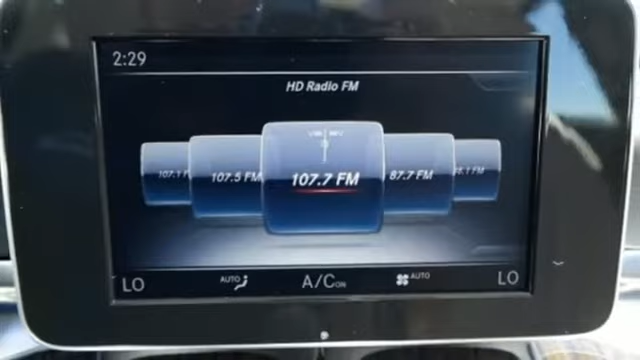 2:29
HD Radio FM
107.1 F
107.5 FM
107.7 FM
87.7 FM
88.1 FM
LO
AUTO
A/C ON
AUTO
LO